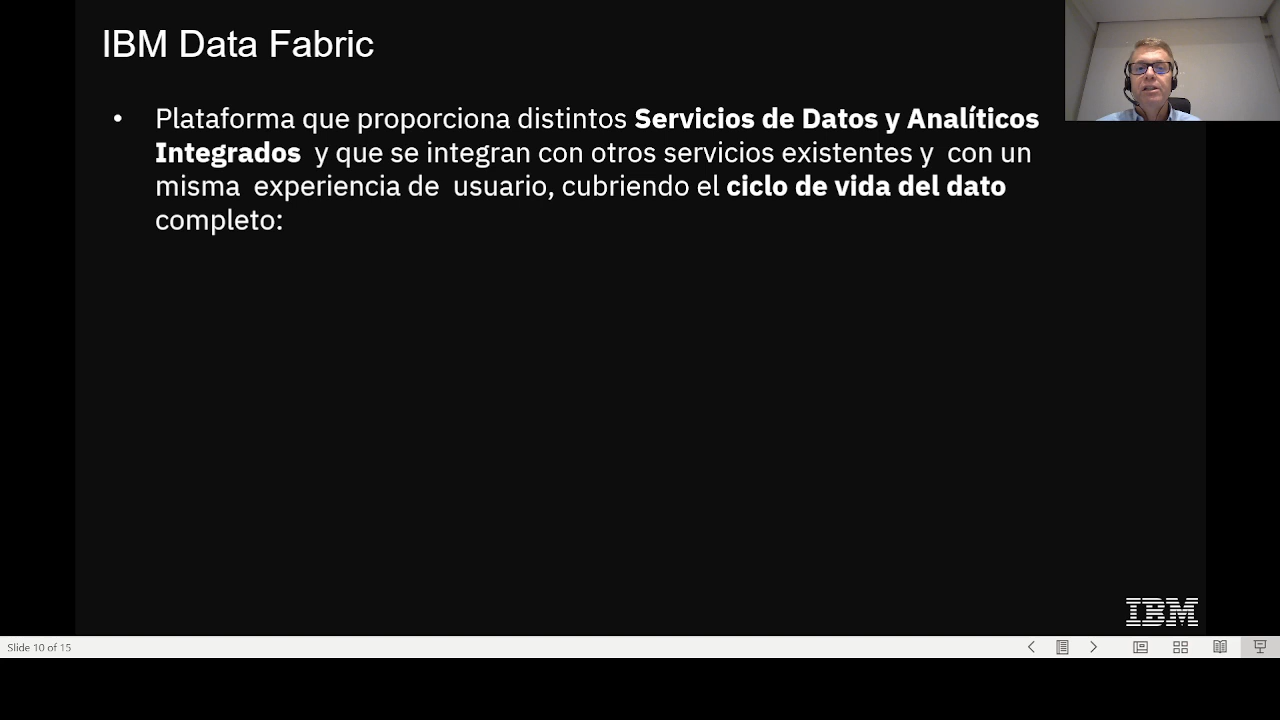 IBM Data Fabric
• Plataforma que proporciona distintos Servicios de Datos y Analíticos
Integrados y que se integran con otros servicios existentes y con un
misma experiencia de usuario, cubriendo el ciclo de vida del dato
completo:
IBM
Slide 10 of 15